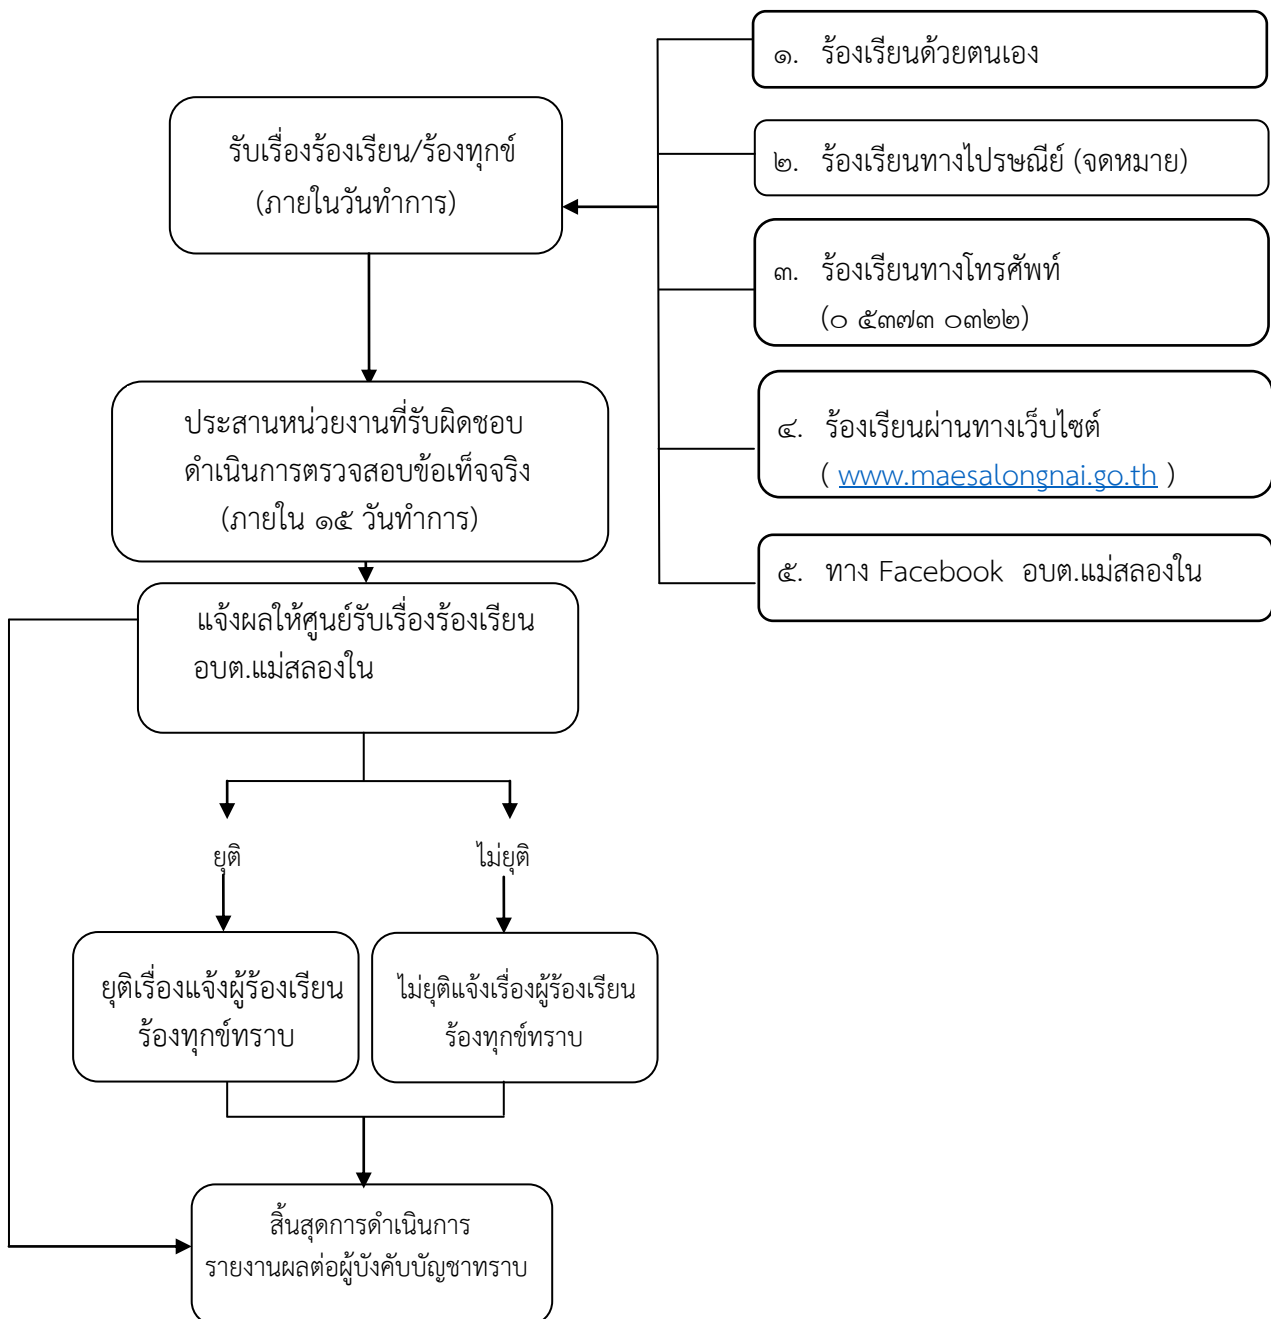 ๑. ร้องเรียนด้วยตนเอง
รับเรื่องร้องเรียน/ร้องทุกข์
(ภายในวันทำการ)
๒. ร้องเรียนทางไปรษณีย์ (จดหมาย)
๓. ร้องเรียนทางโทรศัพท์
(๐ ๕๓๗๓ ๐๓๒๒)
ประสานหน่วยงานที่รับผิดชอบ
ดำเนินการตรวจสอบข้อเท็จจริง
(ภายใน ๑๕ วันทำการ)
๔. ร้องเรียนผ่านทางเว็บไซต์
( www.maesalongnai.go.th )
๕. ทาง Facebook อบต.แม่สลองใน
แจ้งผลให้ศูนย์รับเรื่องร้องเรียน
อบต.แม่สลองใน
ยุติ
ไม่ยุติ
ยุติเรื่องแจ้งผู้ร้องเรียน
ร้องทุกข์ทราบ
ไม่ยุติแจ้งเรื่องผู้ร้องเรียน
ร้องทุกข์ทราบ
สิ้นสุดการดำเนินการ
รายงานผลต่อผู้บังคับบัญชาทราบ